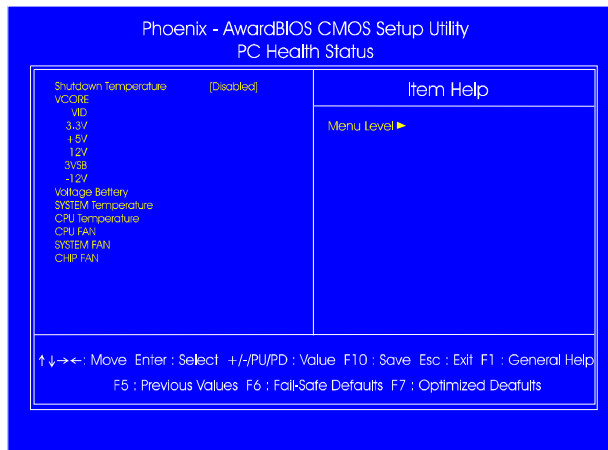 Phoenix - AwardBIOS CMOS Setup Utility
PC Health Status
Shutdown Temperature [Disabled]
VCORE
VID
3.3V
+5V
12V
3VSB
-12V
Voltage Bettery
SYSTEM Temperature
CPU Temperature
CPU FAN
SYSTEM FAN
CHIP FAN
Item Help
Menu Level ►
↑↓→←: Move Enter : Select +/-/PU/PD : Value F10 : Save Esc : Exit F1 : General Help
F5 : Previous Values F6 : Fail-Safe Defaults F7 : Optimized Deafults